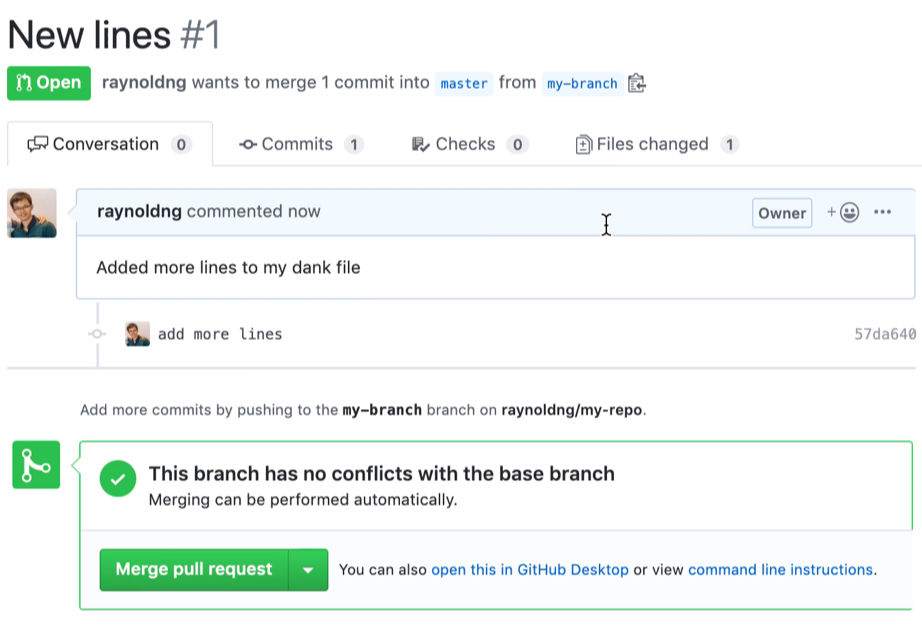 New lines #1
Open raynoldng wants to merge 1 commit into master from my-branch
Conversation 0 Commits 1 Checks 0 Files changed 1
raynoldng commented now Owner + ...
Added more lines to my dank file
add more lines 57da640
Add more commits by pushing to the my-branch branch on raynoldng/my-repo.
This branch has no conflicts with the base branch
Merging can be performed automatically.
Merge pull request You can also open this in GitHub Desktop or view command line instructions.